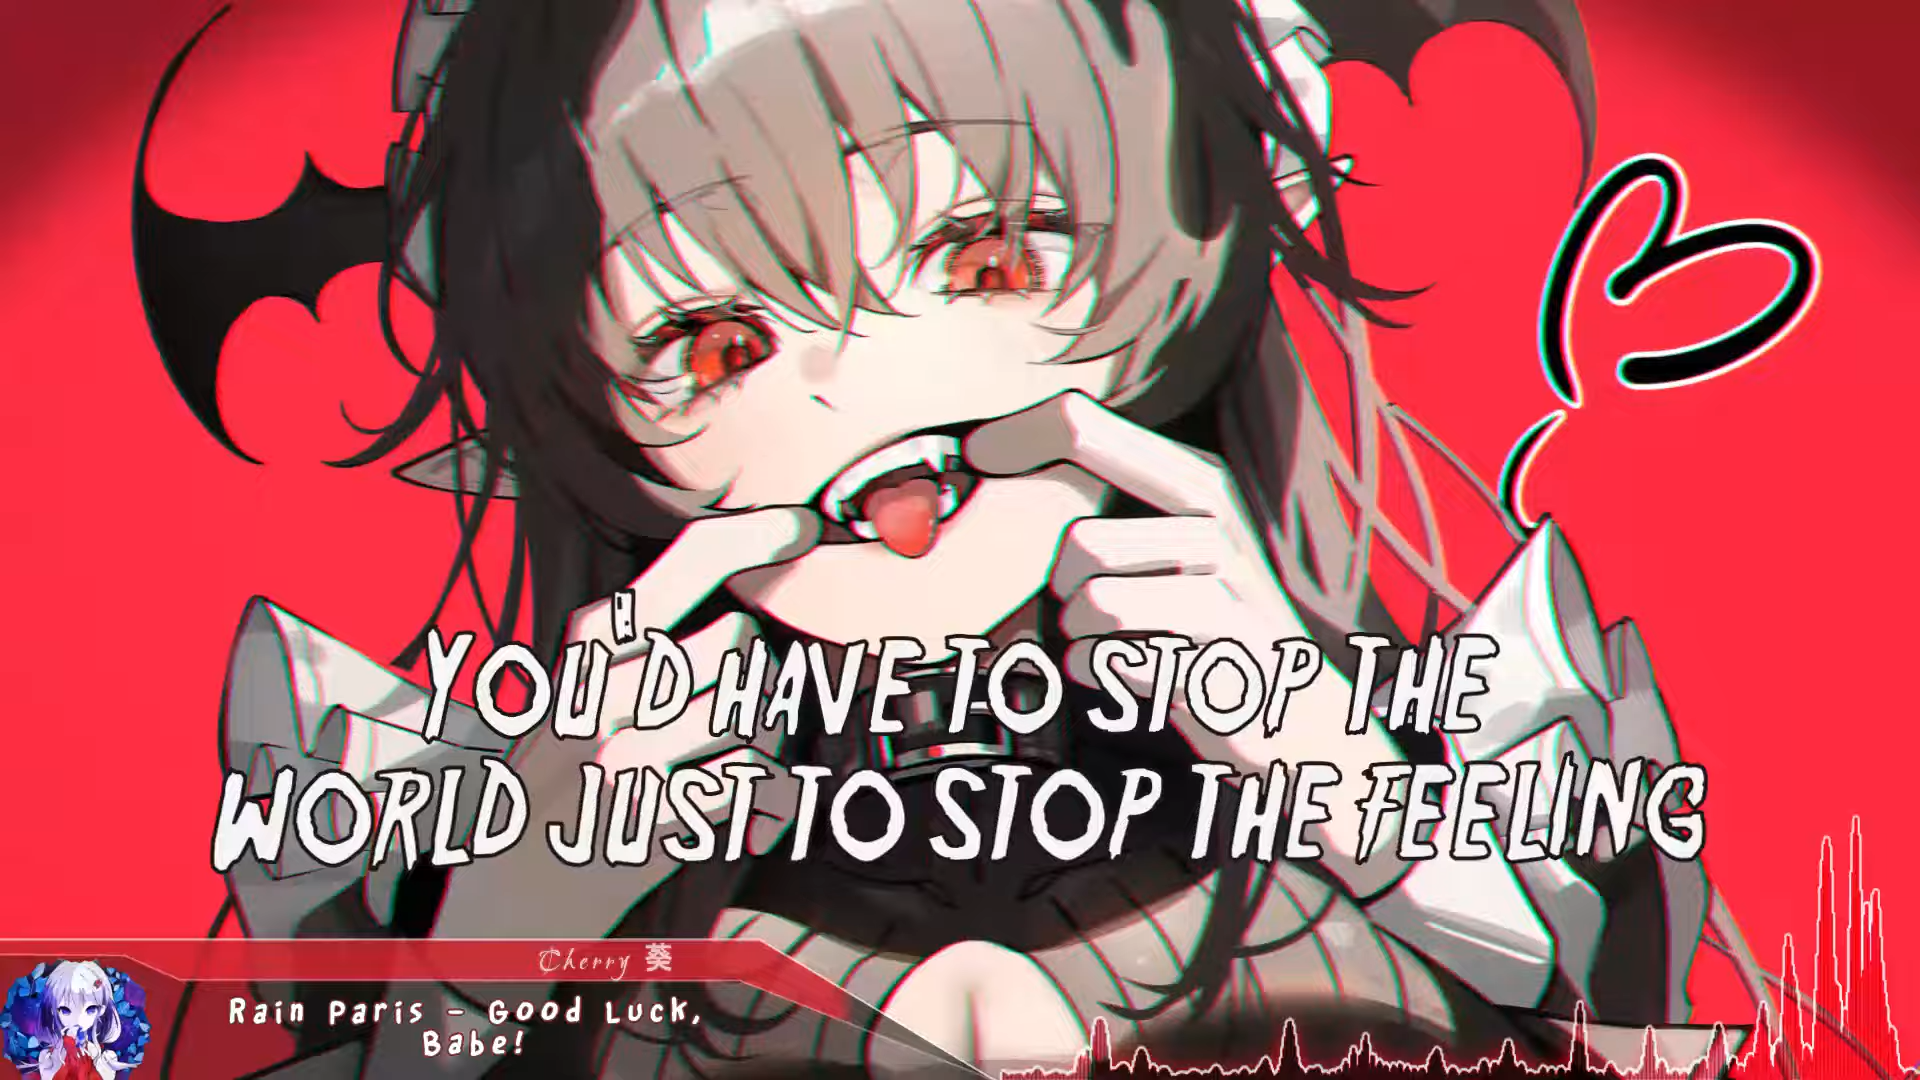 YOU'D HAVE TO STOP THE
WORLD JUST TO STOP THE FEELING
Cherry 葵
Rain Paris - Good Luck,
Babe!